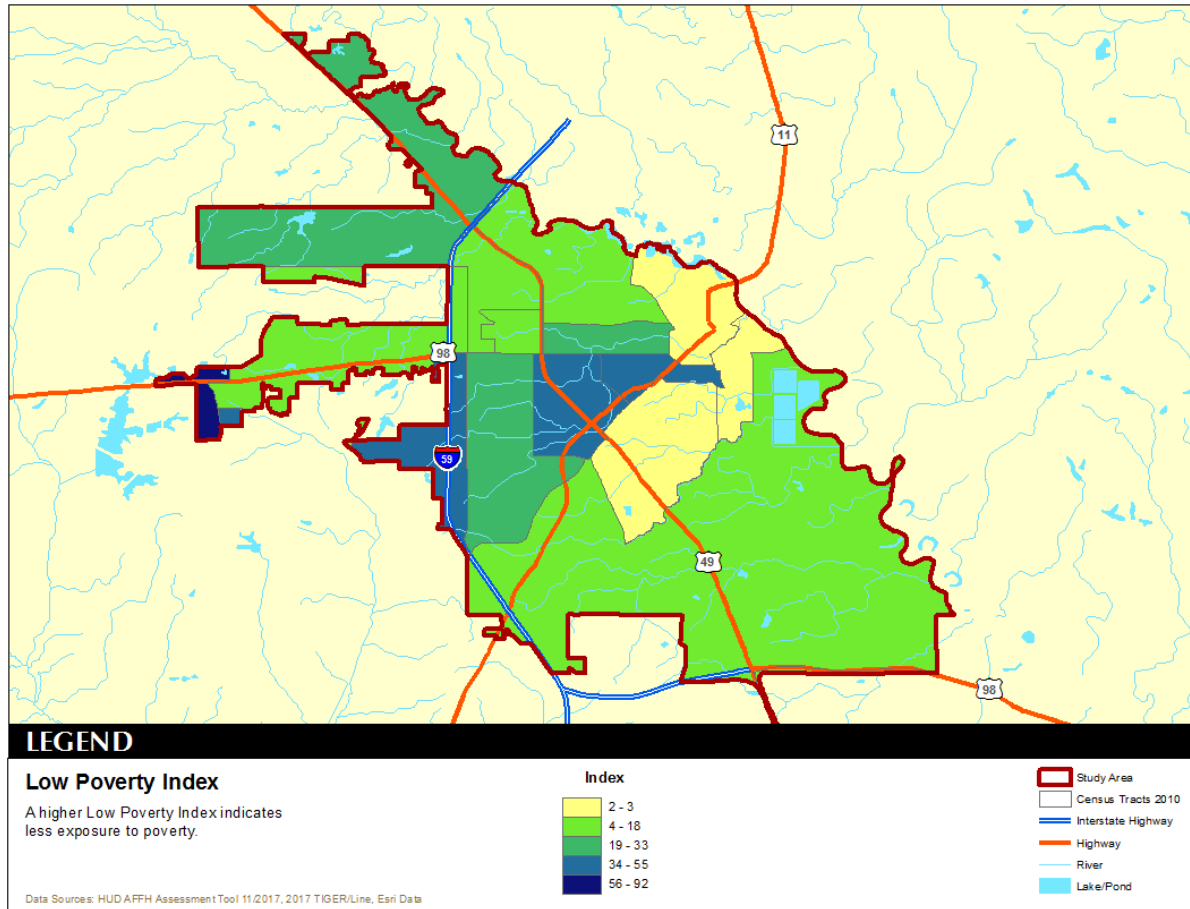 11
98
59
49
98
LEGEND
Low Poverty Index
A higher Low Poverty Index indicates
less exposure to poverty.
Data Sources: HUD AFFH Assessment Tool 11/2017, 2017 TIGER/Line, Esri Data
Index
2 - 3
4 - 18
19 - 33
34 - 55
56 - 92
Study Area
Census Tracts 2010
Interstate Highway
Highway
River
Lake/Pond